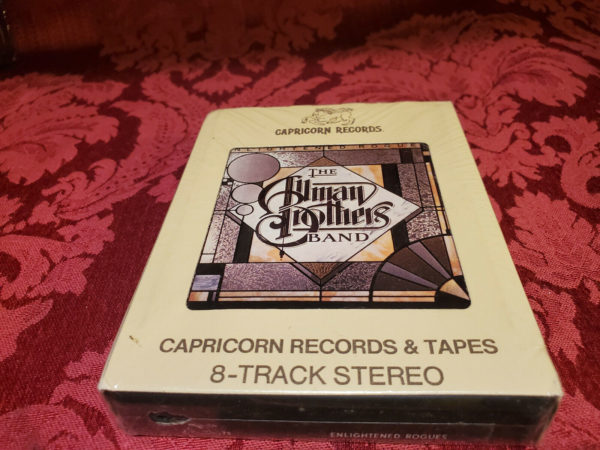 CAPRICORN RECORDS.
ENLIGHTENED ROGUES
THE
Allman
Brothers
BAND
CAPRICORN RECORDS & TAPES
8-TRACK STEREO
ENLIGHTENED ROGUES